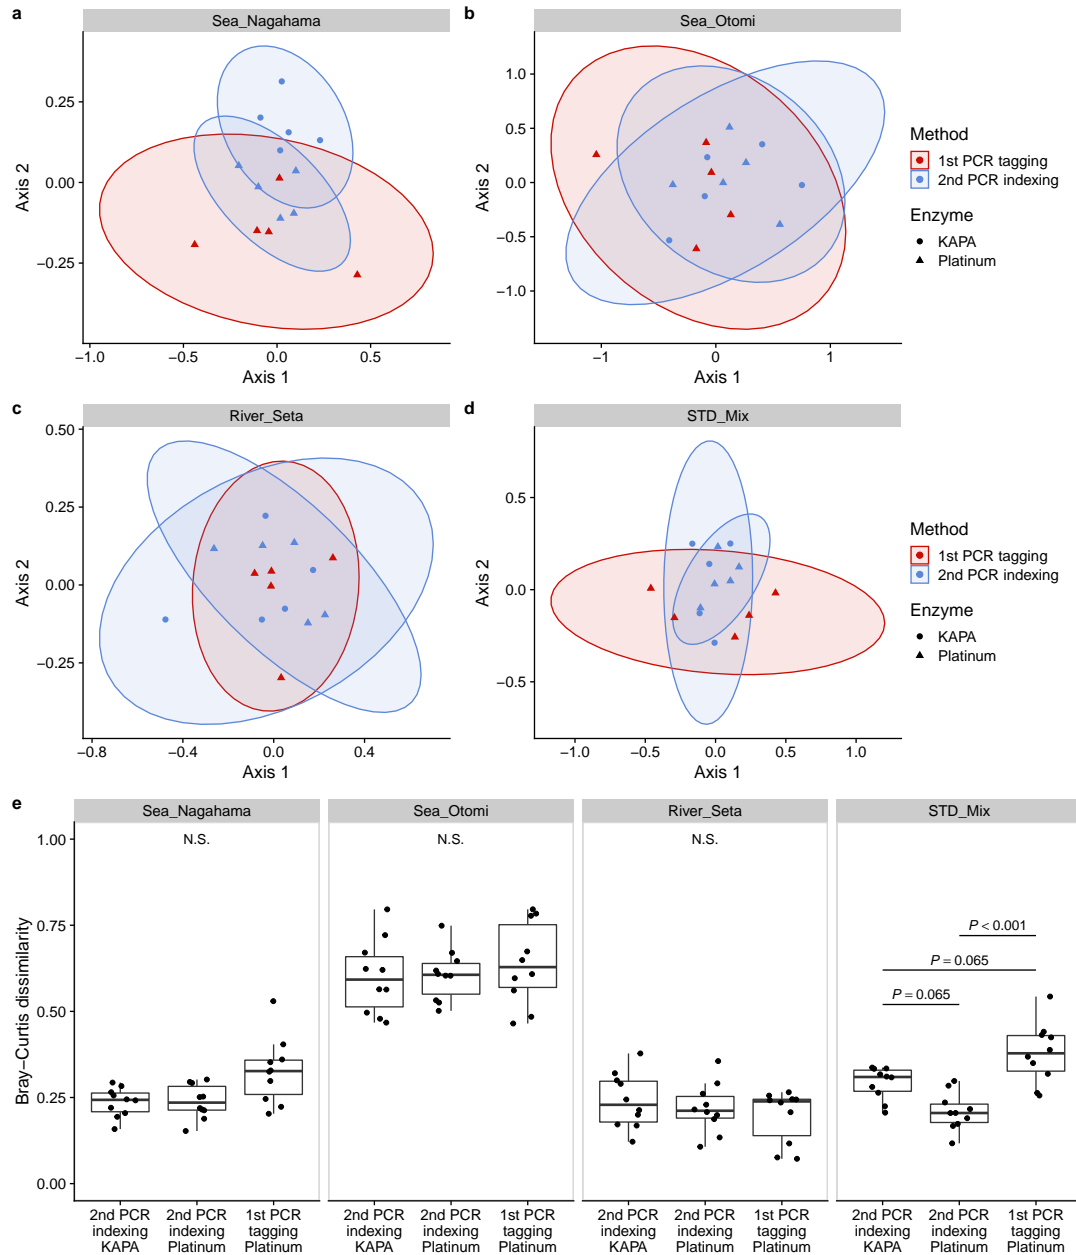 a
Sea_Nagahama
0.25
0.00
−0.25
Axis 2
−1.0
−0.5
0.0
0.5
Axis 1
b
Sea_Otomi
1.0
0.5
0.0
−0.5
−1.0
Axis 2
−1
0
1
Axis 1
Method
1st PCR tagging
2nd PCR indexing
Enzyme
KAPA
Platinum
c
River_Seta
0.50
0.25
0.00
−0.25
Axis 2
−0.8
−0.4
0.0
0.4
Axis 1
d
STD_Mix
0.5
0.0
−0.5
Axis 2
−1.0
−0.5
0.0
0.5
1.0
Axis 1
Method
1st PCR tagging
2nd PCR indexing
Enzyme
KAPA
Platinum
e
Sea_Nagahama
Sea_Otomi
River_Seta
STD_Mix
1.00
0.75
0.50
0.25
0.00
Bray−Curtis dissimilarity
N.S.
N.S.
N.S.
P < 0.001
P = 0.065
P = 0.065
2nd PCR
indexing
KAPA
2nd PCR
indexing
Platinum
1st PCR
tagging
Platinum
2nd PCR
indexing
KAPA
2nd PCR
indexing
Platinum
1st PCR
tagging
Platinum
2nd PCR
indexing
KAPA
2nd PCR
indexing
Platinum
1st PCR
tagging
Platinum
2nd PCR
indexing
KAPA
2nd PCR
indexing
Platinum
1st PCR
tagging
Platinum